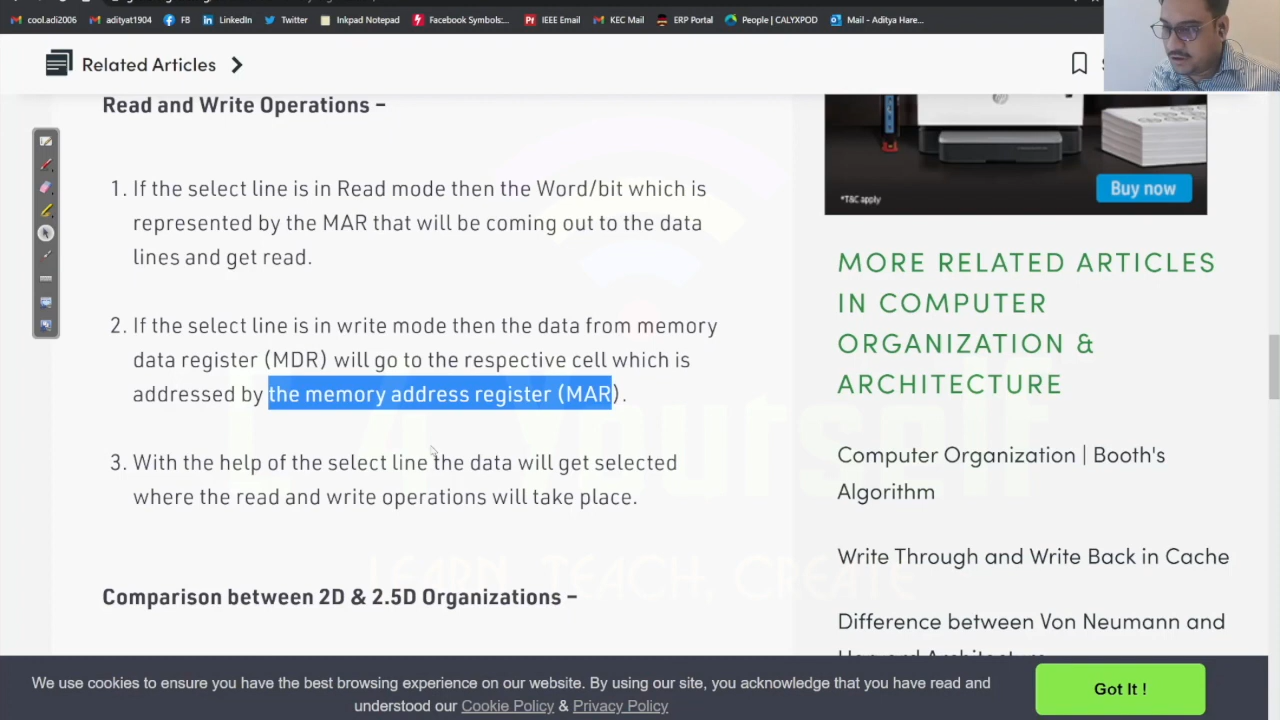 cool.adi2006 adityat1904 FB LinkedIn Twitter Inkpad Notepad Facebook Symbols:... IEEE Email KEC Mail ERP Portal People | CALYXPOD Mail - Aditya Hare...
Related Articles
Read and Write Operations –
1. If the select line is in Read mode then the Word/bit which is
represented by the MAR that will be coming out to the data
lines and get read.
2. If the select line is in write mode then the data from memory
data register (MDR) will go to the respective cell which is
addressed by the memory address register (MAR).
3. With the help of the select line the data will get selected
where the read and write operations will take place.
Comparison between 2D & 2.5D Organizations –
Buy now
*T&C apply
MORE RELATED ARTICLES
IN COMPUTER
ORGANIZATION &
ARCHITECTURE
Computer Organization | Booth's
Algorithm
Write Through and Write Back in Cache
Difference between Von Neumann and
Harvard Architecture
LEARN, TEACH, CREATE
We use cookies to ensure you have the best browsing experience on our website. By using our site, you acknowledge that you have read and
understood our Cookie Policy & Privacy Policy
Got It !